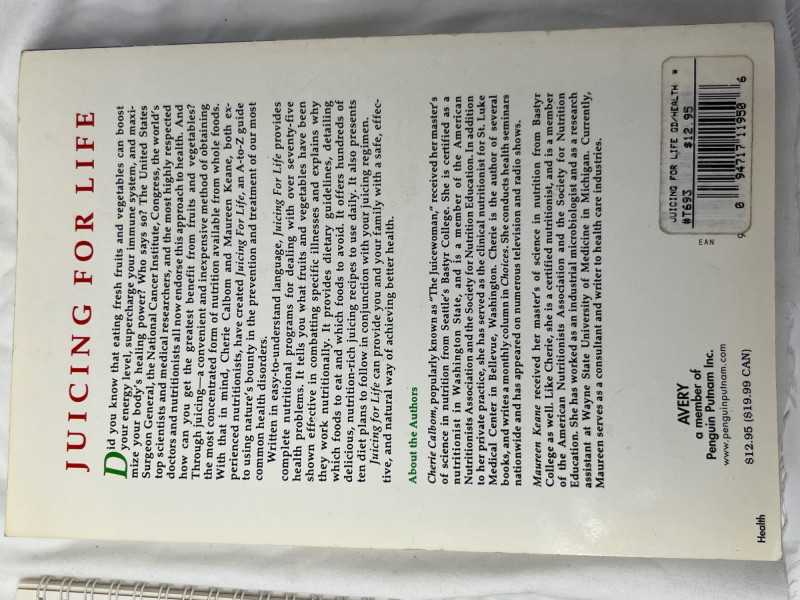 JUICING FOR LIFE
Did you know that eating fresh fruits and vegetables can boost
your energy level, supercharge your immune system, and maxi-
mize your body's healing power? Who says so? The United States
Surgeon General, the National Cancer Institute, Congress, the world's
top scientists and medical researchers, and the most highly respected
doctors and nutritionists all now endorse this approach to health. And
how can you get the greatest benefit from fruits and vegetables?
Through juicing—a convenient and inexpensive method of obtaining
the most concentrated form of nutrition available from whole foods.
With that in mind, Cherie Calbom and Maureen Keane, both ex-
perienced nutritionists, have created Juicing For Life, an A-to-Z guide
to using nature's bounty in the prevention and treatment of our most
common health disorders.
Written in easy-to-understand language, Juicing For Life provides
complete nutritional programs for dealing with over seventy-five
health problems. It tells you what fruits and vegetables have been
shown effective in combatting specific illnesses and explains why
they work nutritionally. It provides dietary guidelines, detailing
which foods to eat and which foods to avoid. It offers hundreds of
delicious, nutrition-rich juicing recipes to use daily. It also presents
ten diet plans to follow in conjunction with your juicing regimen.
Juicing for Life can provide you and your family with a safe, effec-
tive, and natural way of achieving better health.
About the Authors
Cherie Calbom, popularly known as "The Juicewoman," received her master's
of science in nutrition from Seattle's Bastyr College. She is certified as a
nutritionist in Washington State, and is a member of the American
Nutritionists Association and the Society for Nutrition Education. In addition
to her private practice, she has served as the clinical nutritionist for St. Luke
Medical Center in Bellevue, Washington. Cherie is the author of several
books, and writes a monthly column in Choices. She conducts health seminars
nationwide and has appeared on numerous television and radio shows.
Maureen Keane received her master's of science in nutrition from Bastyr
College as well. Like Cherie, she is a certified nutritionist, and is a member
of the American Nutritionists Association and the Society for Nutrition
Education. She has worked as an industrial microbiologist and as a research
assistant at Wayne State University of Medicine in Michigan. Currently,
Maureen serves as a consultant and writer to health care industries.
JUICING FOR LIFE GD/HEALTH
#T693 $12.95
0 94717 11950 6
EAN
9
AVERY
a member of
Penguin Putnam Inc.
www.penguinputnam.com
$12.95 ($19.99 CAN)
Health